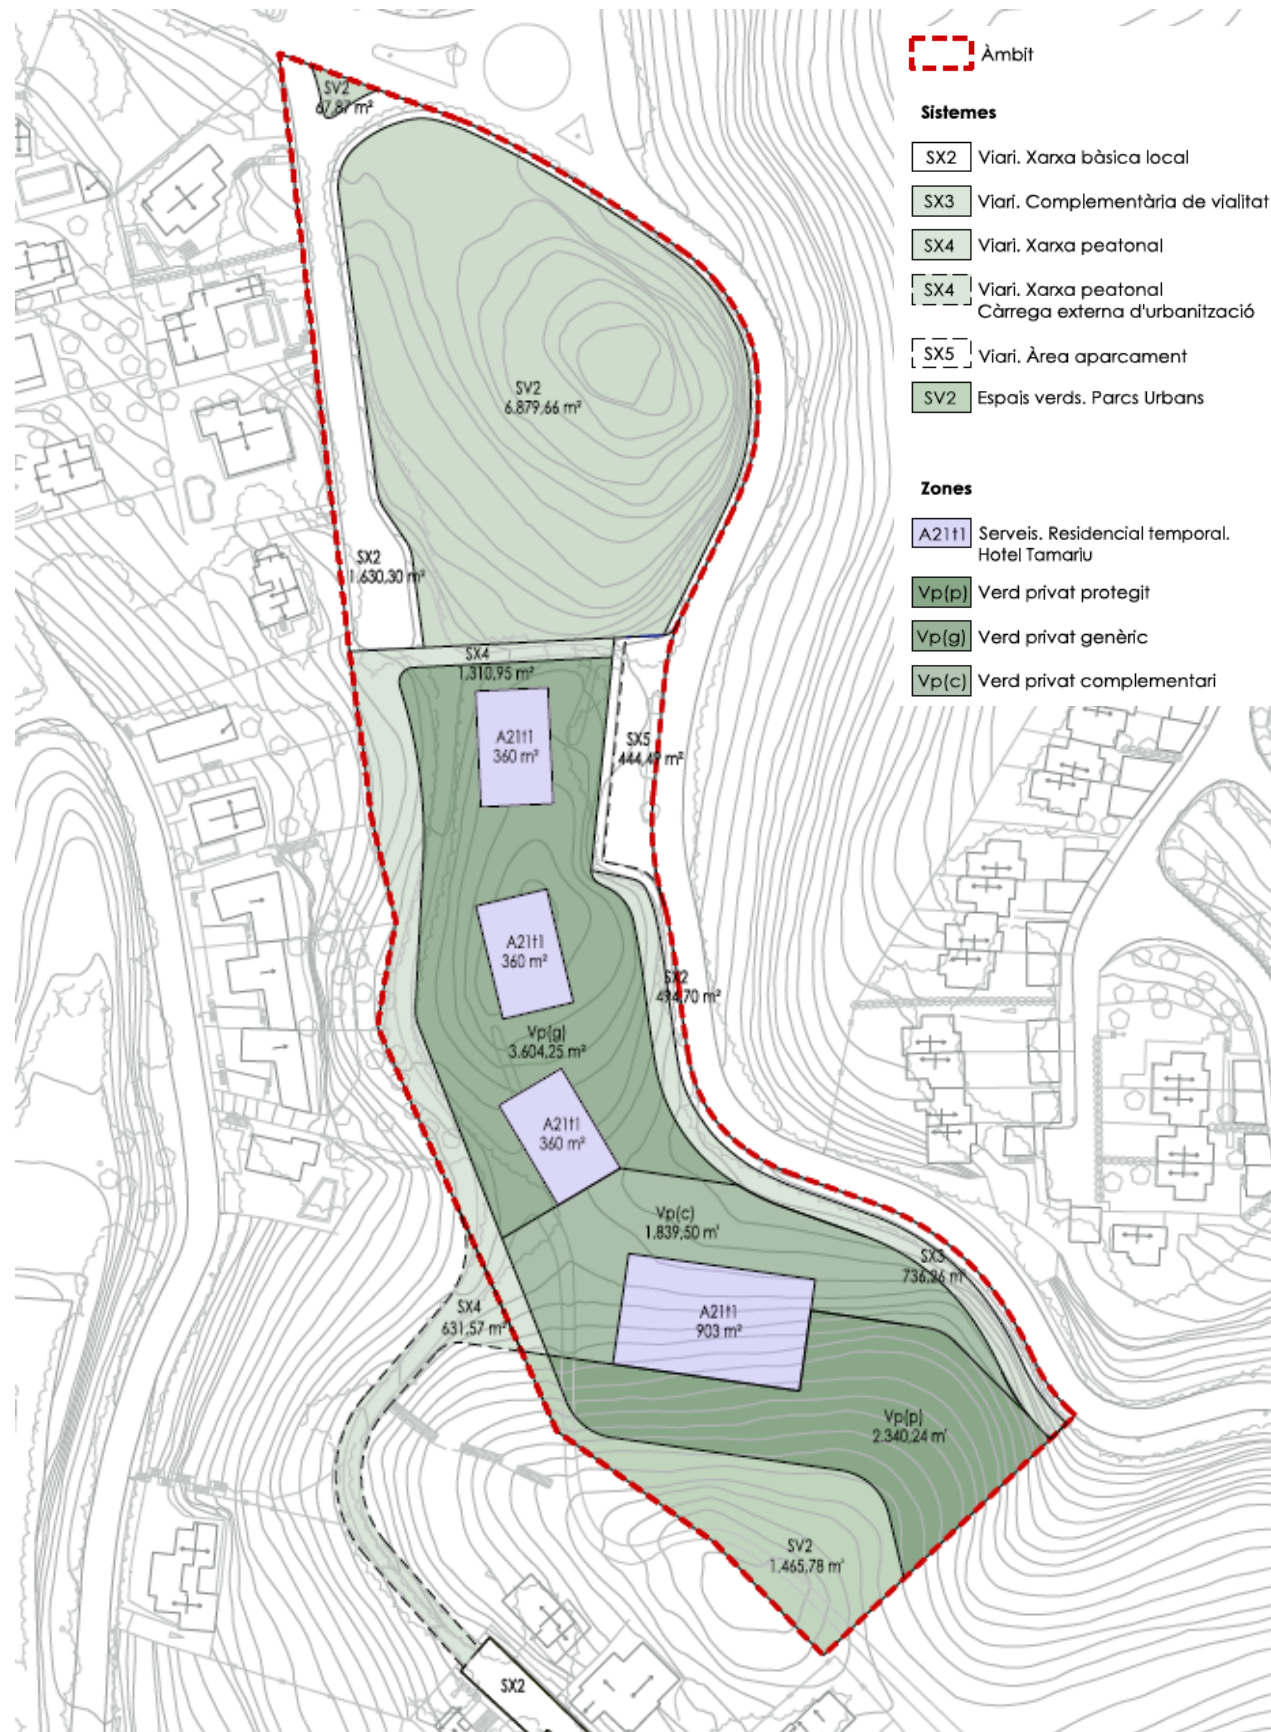 Àmbit
Sistemes
SX2 Viari. Xarxa bàsica local
SX3 Viari. Complementària de vialitat
SX4 Viari. Xarxa peatonal
SX4 Viari. Xarxa peatonal
Càrrega externa d'urbanització
SX5 Viari. Àrea aparcament
SV2 Espais verds. Parcs Urbans
Zones
A21t1 Serveis. Residencial temporal.
Hotel Tamariu
Vp(p) Verd privat protegit
Vp(g) Verd privat genèric
Vp(c) Verd privat complementari
SV2
67,87 m²
SV2
6.879,66 m²
SX2
1.630,30 m²
SX4
1.310,95 m²
A21t1
360 m²
SX5
444,49 m²
A21t1
360 m²
SX2
494,70 m²
Vp(g)
3.604,25 m²
A21t1
360 m²
Vp(c)
1.839,50 m²
SX3
736,26 m²
SX4
631,57 m²
A21t1
903 m²
Vp(p)
2.340,24 m²
SV2
1.465,78 m²
SX2